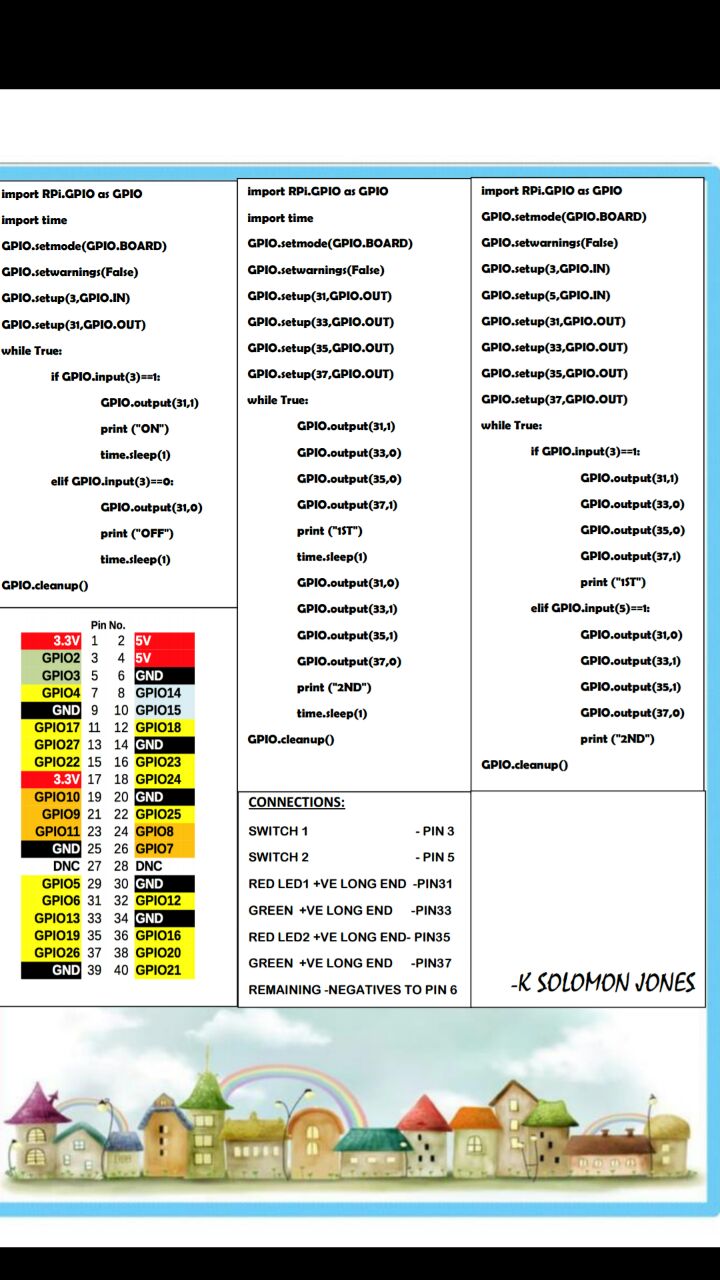 import RPi.GPIO as GPIO
import time
GPIO.setmode(GPIO.BOARD)
GPIO.setwarnings(False)
GPIO.setup(3,GPIO.IN)
GPIO.setup(31,GPIO.OUT)
while True:
if GPIO.input(3)==1:
GPIO.output(31,1)
print ("ON")
time.sleep(1)
elif GPIO.input(3)==0:
GPIO.output(31,0)
print ("OFF")
time.sleep(1)
GPIO.cleanup()
import RPi.GPIO as GPIO
import time
GPIO.setmode(GPIO.BOARD)
GPIO.setwarnings(False)
GPIO.setup(31,GPIO.OUT)
GPIO.setup(33,GPIO.OUT)
GPIO.setup(35,GPIO.OUT)
GPIO.setup(37,GPIO.OUT)
while True:
GPIO.output(31,1)
GPIO.output(33,0)
GPIO.output(35,0)
GPIO.output(37,1)
print ("1ST")
time.sleep(1)
GPIO.output(31,0)
GPIO.output(33,1)
GPIO.output(35,1)
GPIO.output(37,0)
print ("2ND")
time.sleep(1)
GPIO.cleanup()
import RPi.GPIO as GPIO
GPIO.setmode(GPIO.BOARD)
GPIO.setwarnings(False)
GPIO.setup(3,GPIO.IN)
GPIO.setup(5,GPIO.IN)
GPIO.setup(31,GPIO.OUT)
GPIO.setup(33,GPIO.OUT)
GPIO.setup(35,GPIO.OUT)
GPIO.setup(37,GPIO.OUT)
while True:
if GPIO.input(3)==1:
GPIO.output(31,1)
GPIO.output(33,0)
GPIO.output(35,0)
GPIO.output(37,1)
print ("1ST")
elif GPIO.input(5)==1:
GPIO.output(31,0)
GPIO.output(33,1)
GPIO.output(35,1)
GPIO.output(37,0)
print ("2ND")
GPIO.cleanup()
Pin No.
3.3V 1 2 5V
GPIO2 3 4 5V
GPIO3 5 6 GND
GPIO4 7 8 GPIO14
GND 9 10 GPIO15
GPIO17 11 12 GPIO18
GPIO27 13 14 GND
GPIO22 15 16 GPIO23
3.3V 17 18 GPIO24
GPIO10 19 20 GND
GPIO9 21 22 GPIO25
GPIO11 23 24 GPIO8
GND 25 26 GPIO7
DNC 27 28 DNC
GPIO5 29 30 GND
GPIO6 31 32 GPIO12
GPIO13 33 34 GND
GPIO19 35 36 GPIO16
GPIO26 37 38 GPIO20
GND 39 40 GPIO21
CONNECTIONS:
SWITCH 1 - PIN 3
SWITCH 2 - PIN 5
RED LED1 +VE LONG END -PIN31
GREEN +VE LONG END -PIN33
RED LED2 +VE LONG END- PIN35
GREEN +VE LONG END -PIN37
REMAINING -NEGATIVES TO PIN 6
-K SOLOMON JONES